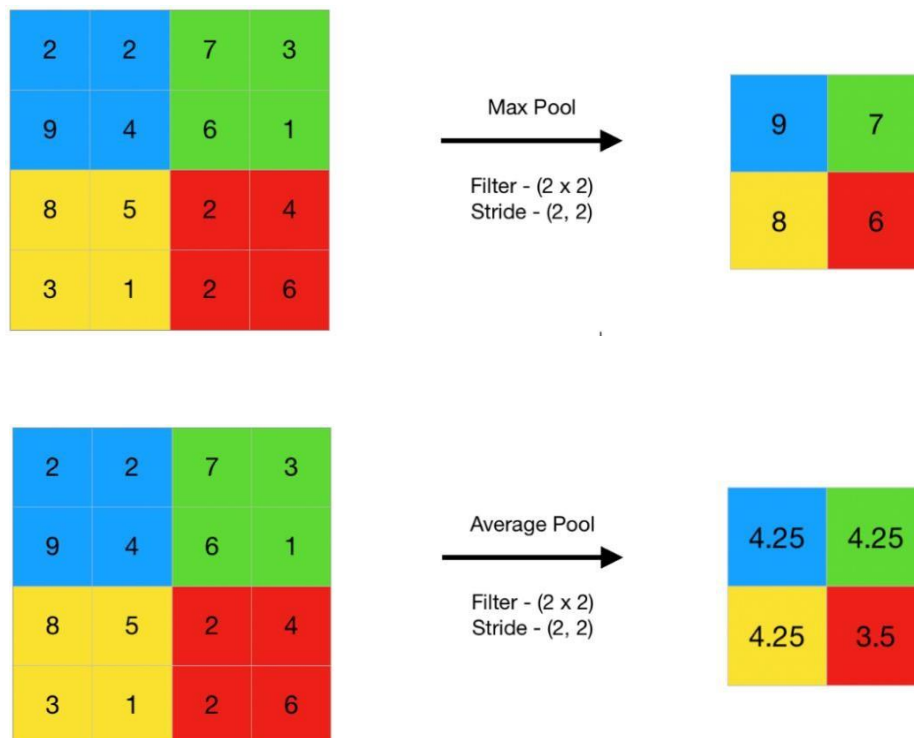 2 2 7 3
9 4 6 1
8 5 2 4
3 1 2 6
Max Pool
Filter - (2 x 2)
Stride - (2, 2)
9 7
8 6
2 2 7 3
9 4 6 1
8 5 2 4
3 1 2 6
Average Pool
Filter - (2 x 2)
Stride - (2, 2)
4.25 4.25
4.25 3.5